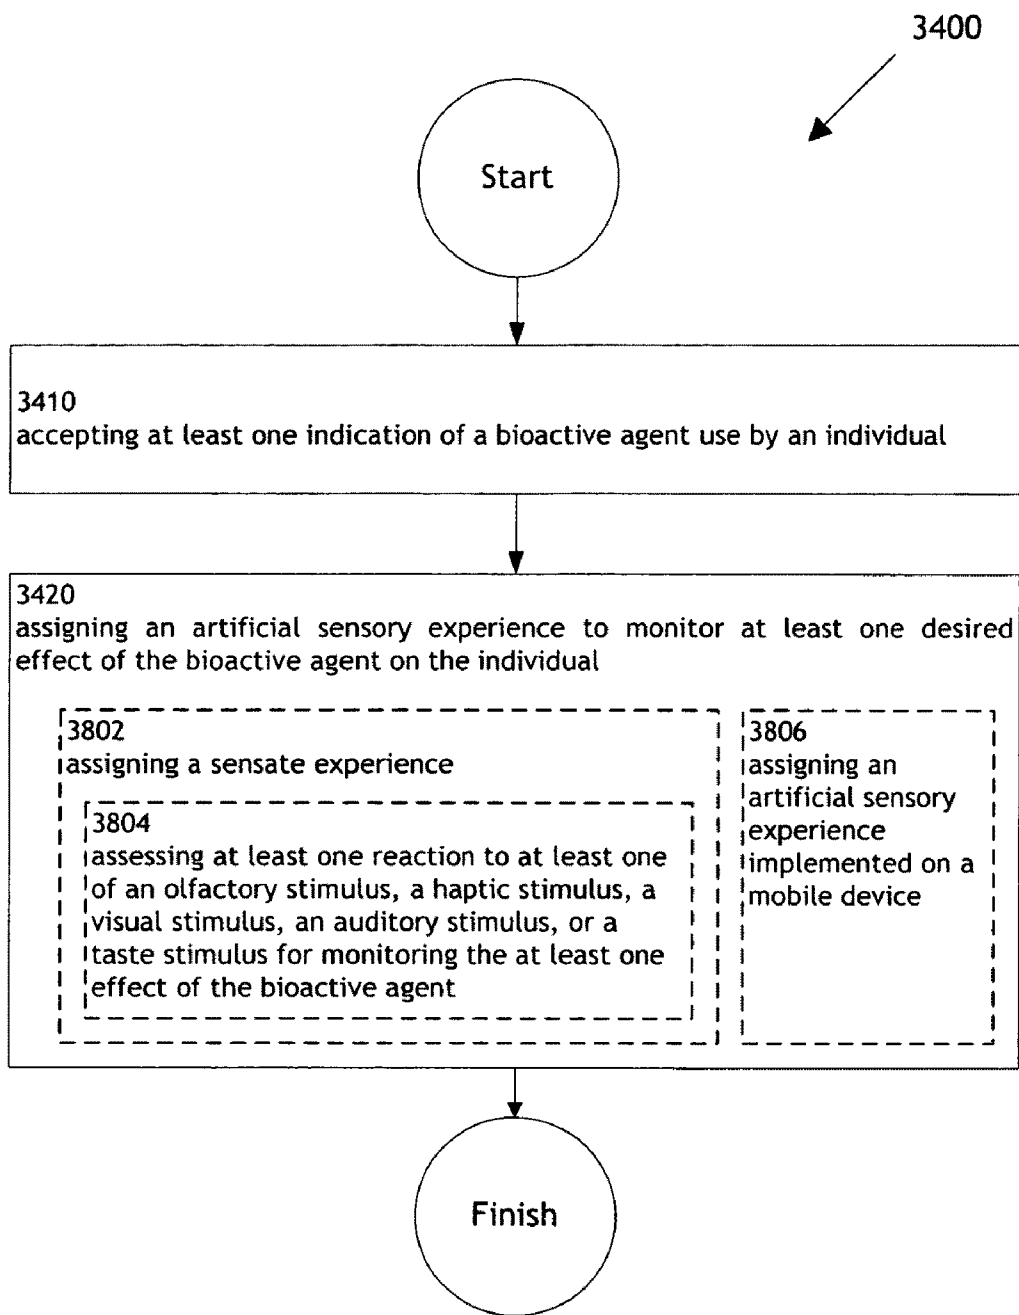 3400
Start
3410
accepting at least one indication of a bioactive agent use by an individual
3420
assigning an artificial sensory experience to monitor at least one desired
effect of the bioactive agent on the individual
3802
assigning a sensate experience
3804
assessing at least one reaction to at least one
of an olfactory stimulus, a haptic stimulus, a
visual stimulus, an auditory stimulus, or a
taste stimulus for monitoring the at least one
effect of the bioactive agent
3806
assigning an
artificial sensory
experience
implemented on a
mobile device
Finish